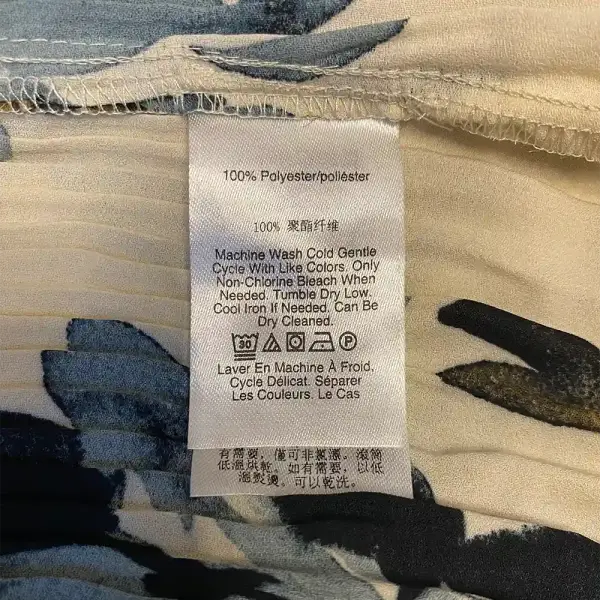 100% Polyester/poliéster
100% 聚酯纤维
Machine Wash Cold Gentle
Cycle With Like Colors. Only
Non-Chlorine Bleach When
Needed. Tumble Dry Low.
Cool Iron If Needed. Can Be
Dry Cleaned.
30 P
Laver En Machine À Froid,
Cycle Délicat. Séparer
Les Couleurs. Le Cas
有需要，僅可非氯漂。滾筒
低溫烘乾。如有需要，以低
溫熨燙。可以乾洗。